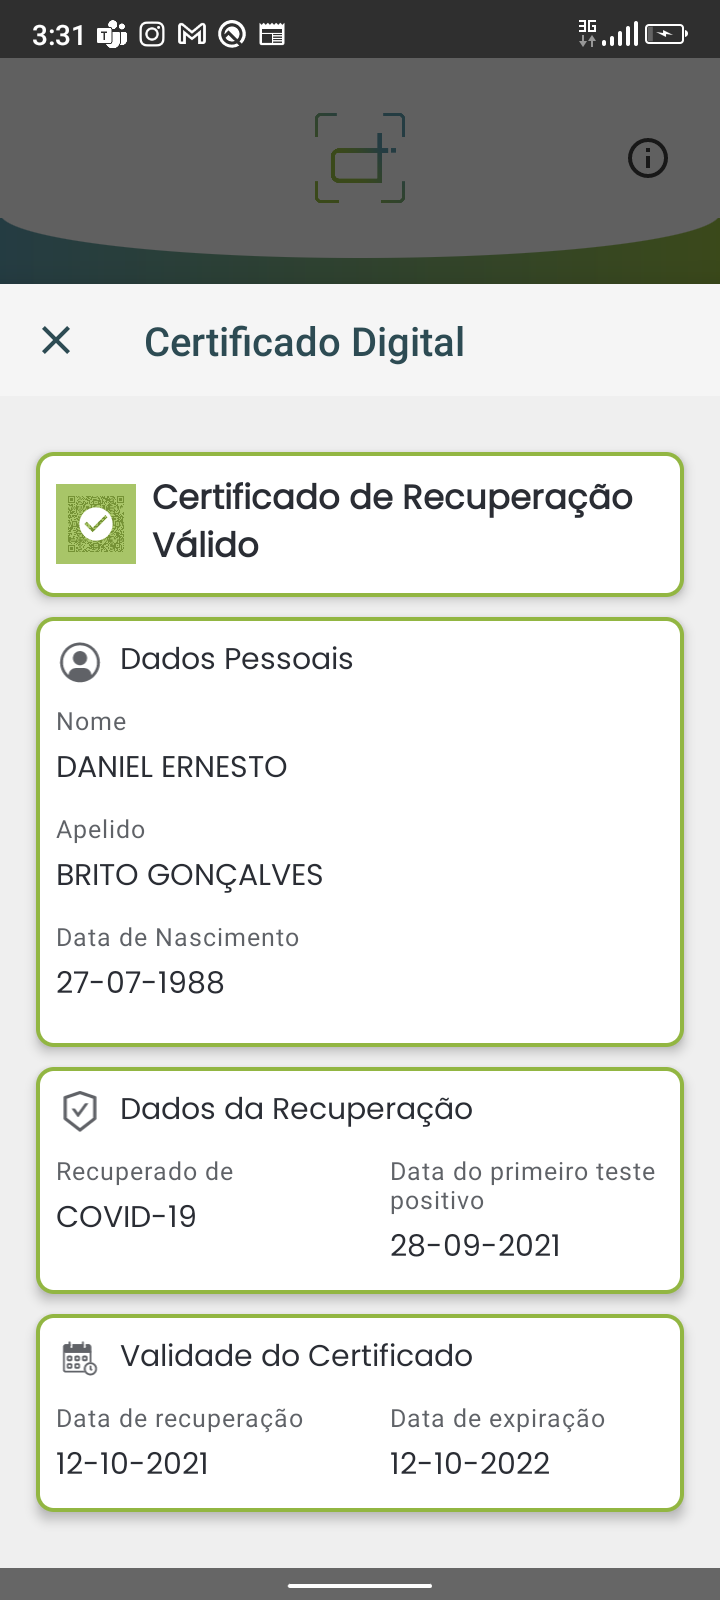 3:31
3G
Certificado Digital
Certificado de Recuperação
Válido
Dados Pessoais
Nome
DANIEL ERNESTO
Apelido
BRITO GONÇALVES
Data de Nascimento
27-07-1988
Dados da Recuperação
Recuperado de
COVID-19
Data do primeiro teste
positivo
28-09-2021
Validade do Certificado
Data de recuperação
12-10-2021
Data de expiração
12-10-2022